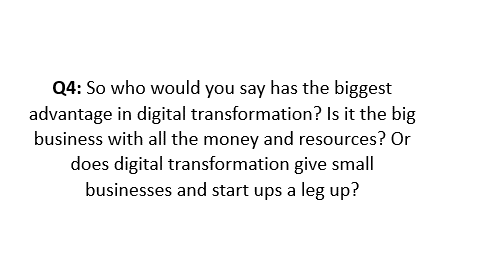 Q4: So who would you say has the biggest
advantage in digital transformation? Is it the big
business with all the money and resources? Or
does digital transformation give small
businesses and start ups a leg up?